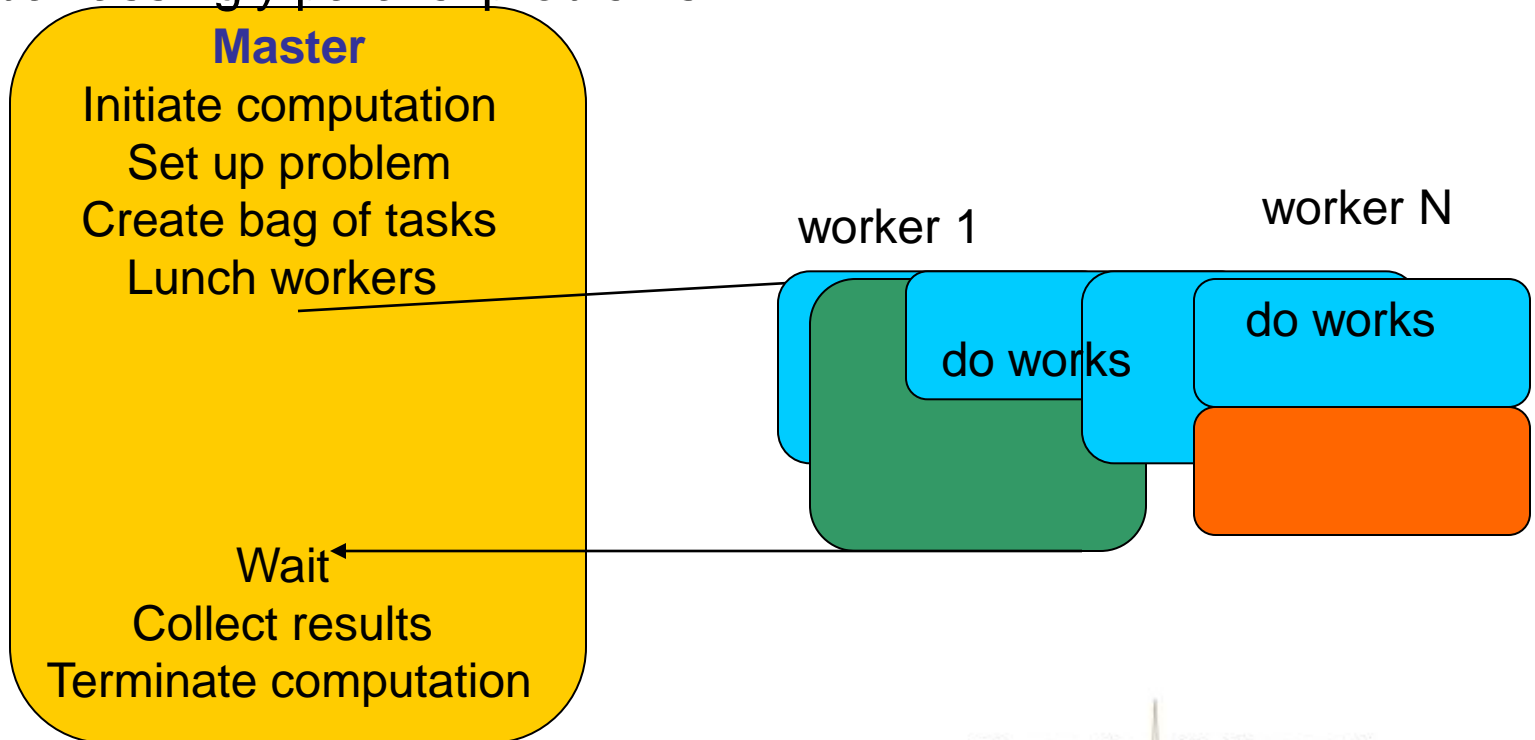 Master
Initiate computation
Set up problem
Create bag of tasks
Lunch workers
Wait
Collect results
Terminate computation
worker 1
do works
worker N
do works